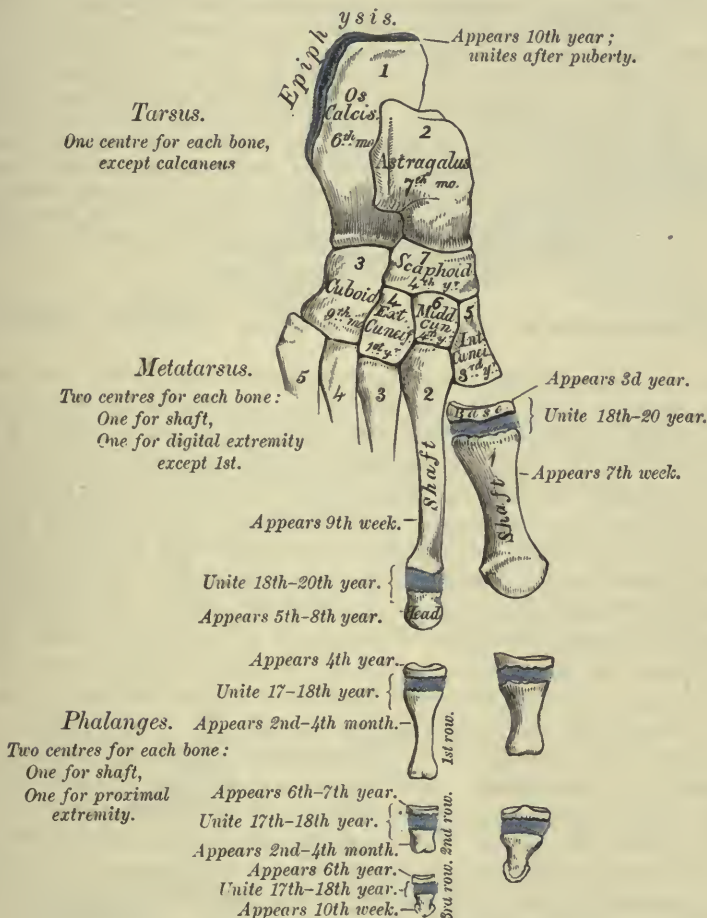 Epiphysis.
Appears 10th year;
unites after puberty.
1
Os
Calcis.
6th mo
Tarsus.
One centre for each bone,
except calcaneus
2
Astragalus
7th mo.
3
Cuboid
9th mo
7
Scaphoid
4th yr
4
Ext.
Cuneif.
1st yr
6
Midd
Cun
4th y.
5
Int.
Cunei
3rd y.
Metatarsus.
Two centres for each bone:
One for shaft,
One for digital extremity
except 1st.
5
4
3
2
Shaft
Appears 3d year.
Base
Unite 18th-20 year.
1
Shaft
Appears 7th week.
Appears 9th week.
Unite 18th-20th year.
Appears 5th-8th year.
Head
Appears 4th year.
Unite 17-18th year.
Phalanges.
Appears 2nd-4th month.
1st row.
Two centres for each bone:
One for shaft,
One for proximal
extremity.
Appears 6th-7th year.
Unite 17th-18th year.
Appears 2nd-4th month.
2nd row.
Appears 6th year.
Unite 17th-18th year.
Appears 10th week.
3rd row.